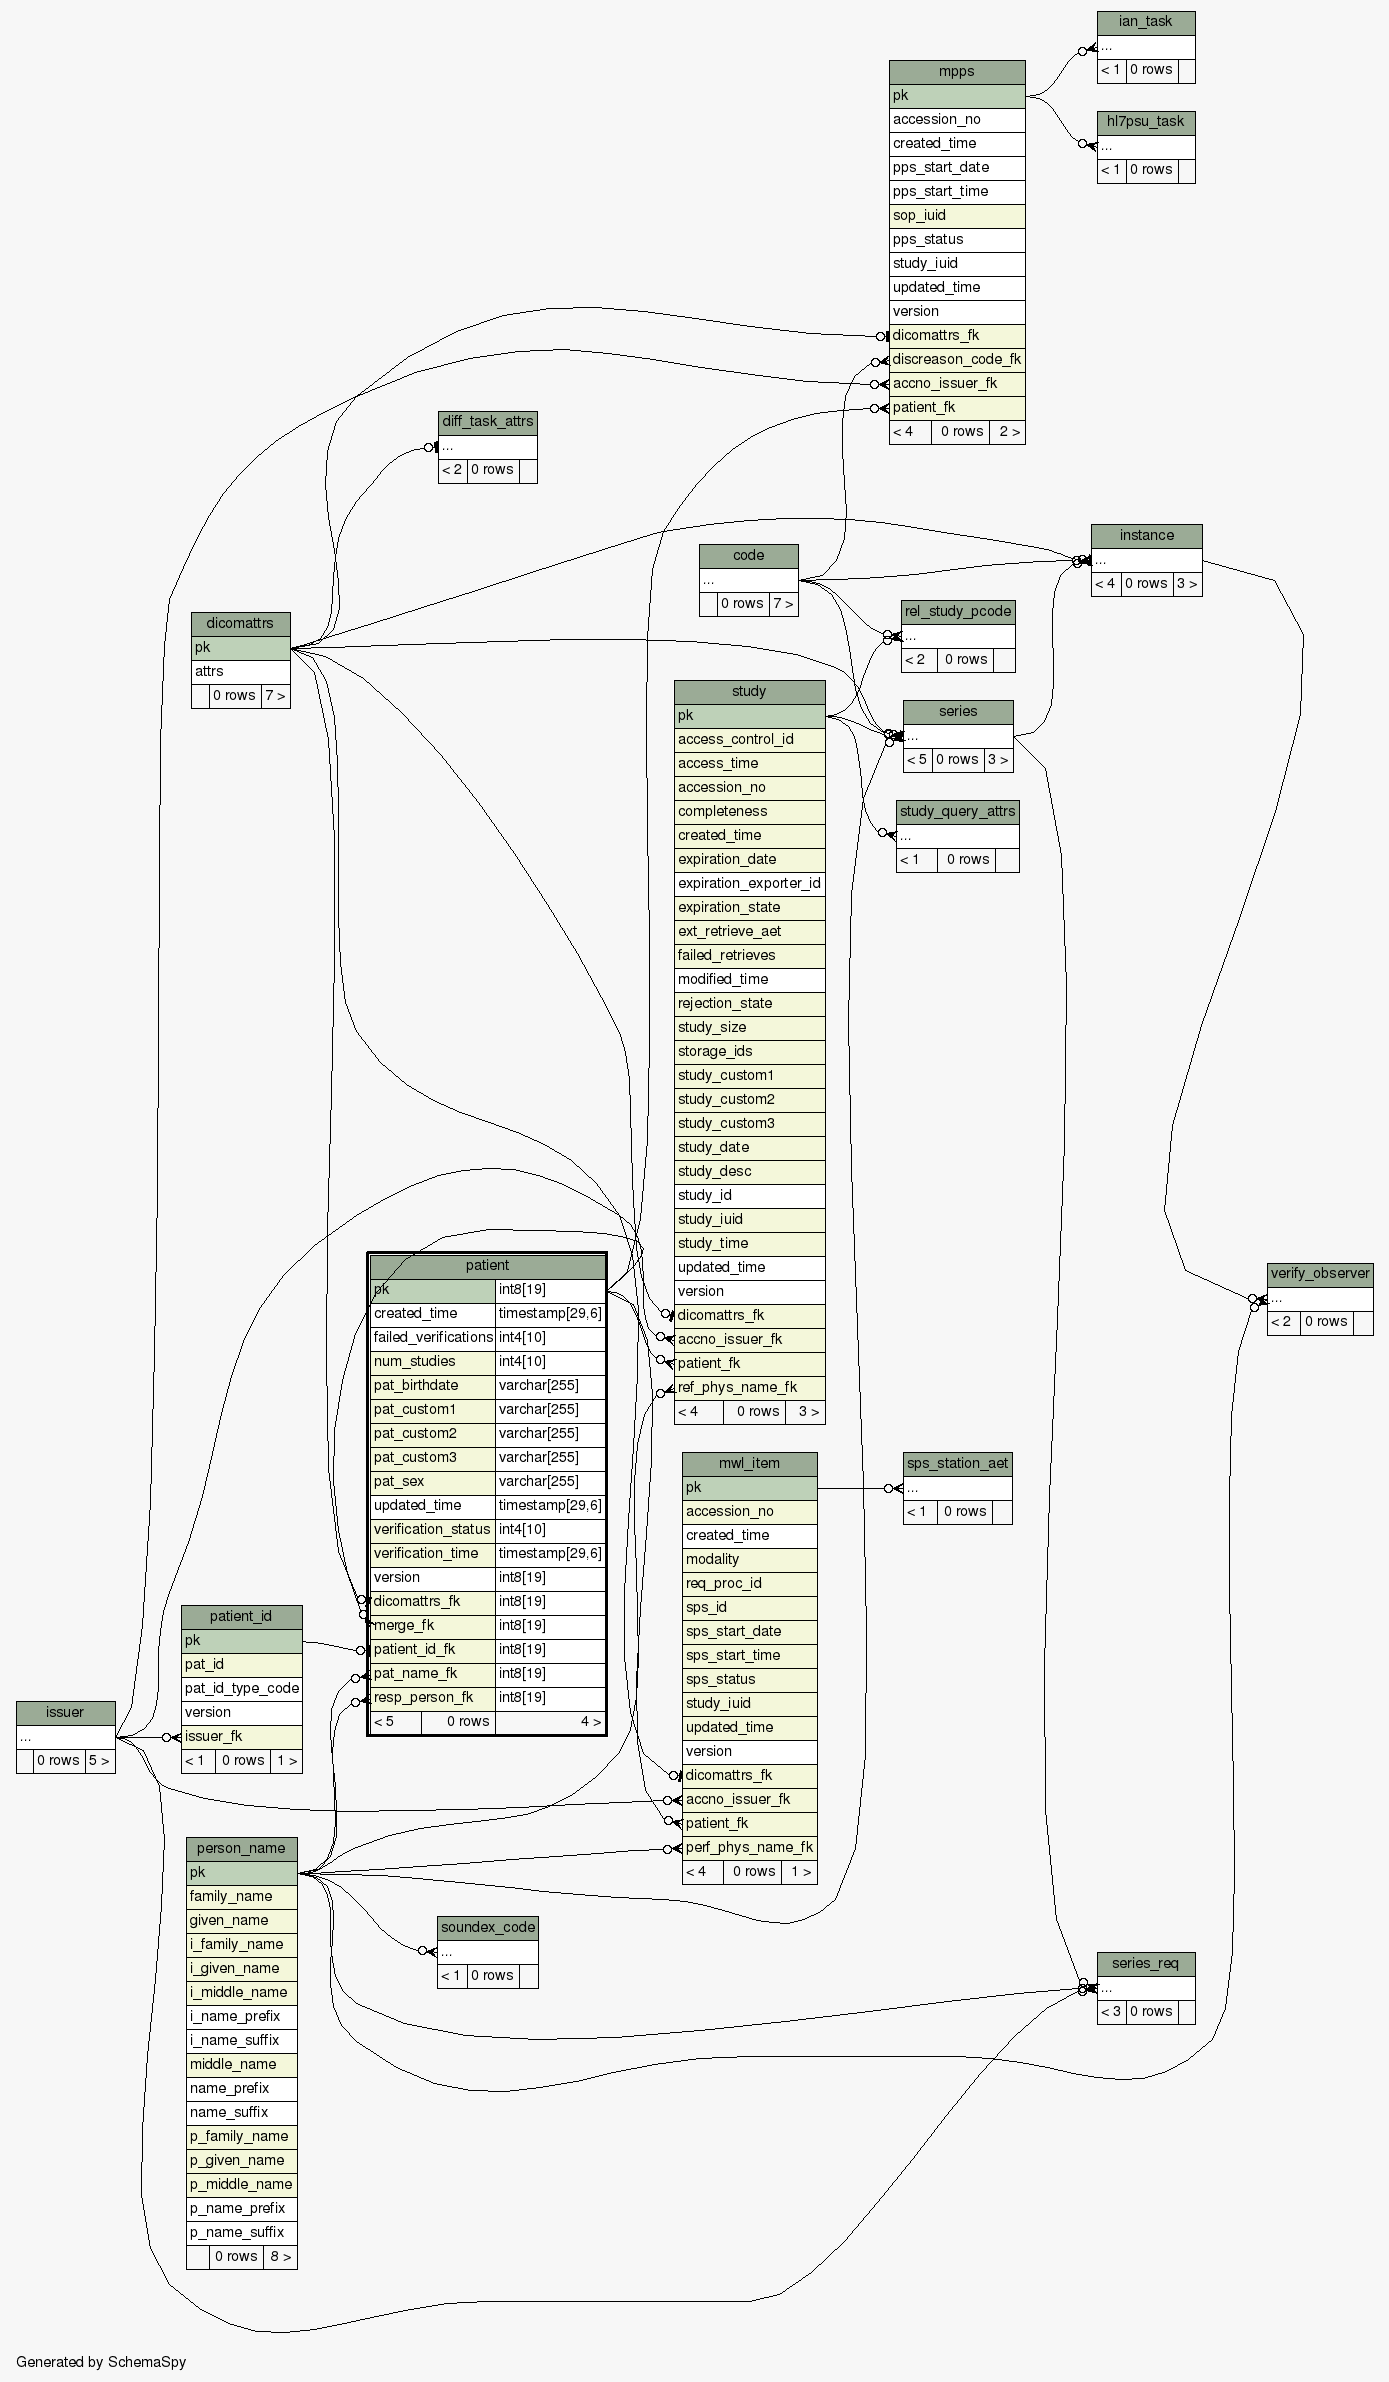 ian_task
...
< 1 0 rows
mpps
pk
accession_no
created_time
pps_start_date
pps_start_time
sop_iuid
pps_status
study_iuid
updated_time
version
dicomattrs_fk
discreason_code_fk
accno_issuer_fk
patient_fk
< 4 0 rows 2 >
hl7psu_task
...
< 1 0 rows
diff_task_attrs
...
< 2 0 rows
instance
...
< 4 0 rows 3 >
code
...
0 rows 7 >
rel_study_pcode
...
< 2 0 rows
dicomattrs
pk
attrs
0 rows 7 >
study
pk
access_control_id
access_time
accession_no
completeness
created_time
expiration_date
expiration_exporter_id
expiration_state
ext_retrieve_aet
failed_retrieves
modified_time
rejection_state
study_size
storage_ids
study_custom1
study_custom2
study_custom3
study_date
study_desc
study_id
study_iuid
study_time
updated_time
version
dicomattrs_fk
accno_issuer_fk
patient_fk
ref_phys_name_fk
< 4 0 rows 3 >
series
...
< 5 0 rows 3 >
study_query_attrs
...
< 1 0 rows
patient
pk int8[19]
created_time timestamp[29,6]
failed_verifications int4[10]
num_studies int4[10]
pat_birthdate varchar[255]
pat_custom1 varchar[255]
pat_custom2 varchar[255]
pat_custom3 varchar[255]
pat_sex varchar[255]
updated_time timestamp[29,6]
verification_status int4[10]
verification_time timestamp[29,6]
version int8[19]
dicomattrs_fk int8[19]
merge_fk int8[19]
patient_id_fk int8[19]
pat_name_fk int8[19]
resp_person_fk int8[19]
< 5 0 rows 4 >
verify_observer
...
< 2 0 rows
mwl_item
pk
accession_no
created_time
modality
req_proc_id
sps_id
sps_start_date
sps_start_time
sps_status
study_iuid
updated_time
version
dicomattrs_fk
accno_issuer_fk
patient_fk
perf_phys_name_fk
< 4 0 rows 1 >
sps_station_aet
...
< 1 0 rows
patient_id
pk
pat_id
pat_id_type_code
version
issuer_fk
< 1 0 rows 1 >
issuer
...
0 rows 5 >
person_name
pk
family_name
given_name
i_family_name
i_given_name
i_middle_name
i_name_prefix
i_name_suffix
middle_name
name_prefix
name_suffix
p_family_name
p_given_name
p_middle_name
p_name_prefix
p_name_suffix
0 rows 8 >
soundex_code
...
< 1 0 rows
series_req
...
< 3 0 rows
Generated by SchemaSpy